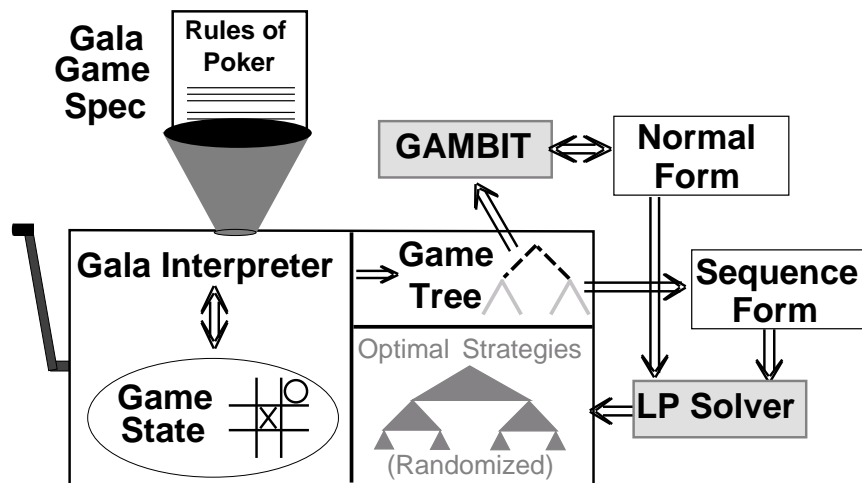 Gala
Game
Spec
Rules of
Poker
GAMBIT
Normal
Form
Gala Interpreter
Game
Tree
Sequence
Form
Game
State
X
Optimal Strategies
(Randomized)
LP Solver